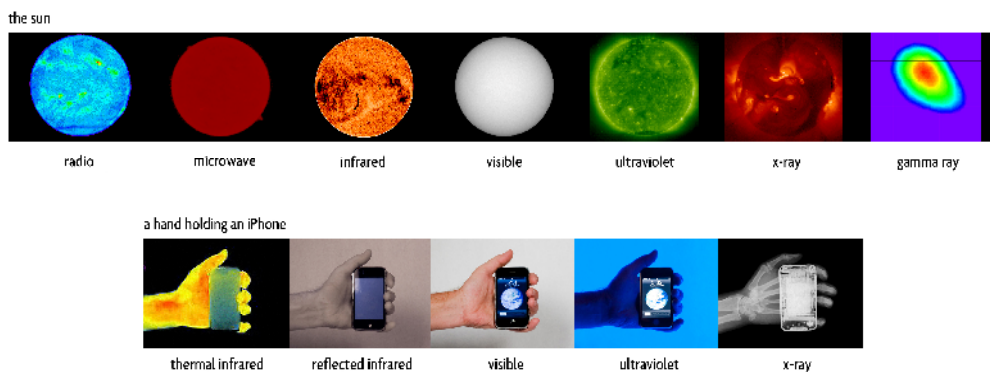 the sun
radio microwave infrared visible ultraviolet x-ray gamma ray
a hand holding an iPhone
thermal infrared reflected infrared visible ultraviolet x-ray